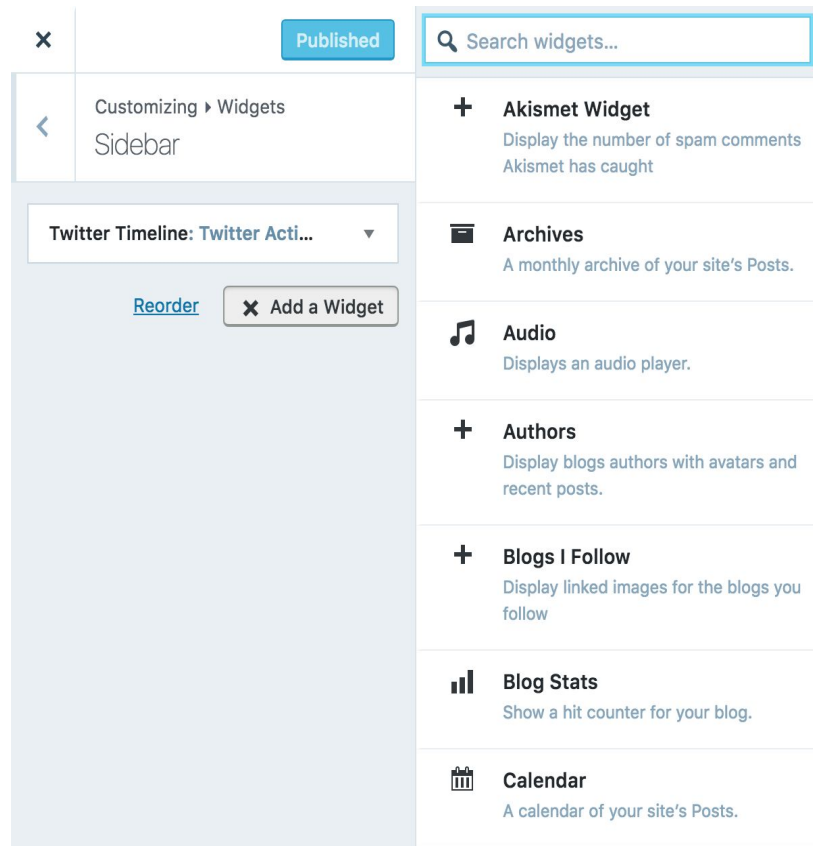 Published
Customizing ▸ Widgets
Sidebar
Twitter Timeline: Twitter Acti...
Reorder
Add a Widget
Search widgets...
Akismet Widget
Display the number of spam comments
Akismet has caught
Archives
A monthly archive of your site's Posts.
Audio
Displays an audio player.
Authors
Display blogs authors with avatars and
recent posts.
Blogs I Follow
Display linked images for the blogs you
follow
Blog Stats
Show a hit counter for your blog.
Calendar
A calendar of your site's Posts.